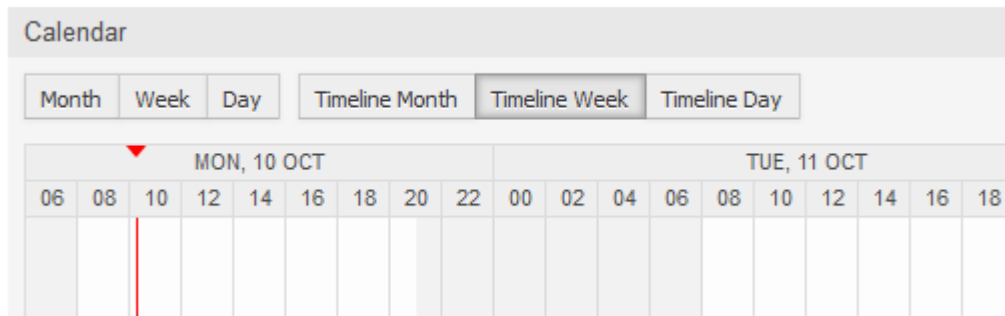 Calendar
Month Week Day Timeline Month Timeline Week Timeline Day
MON, 10 OCT TUE, 11 OCT
06 08 10 12 14 16 18 20 22 00 02 04 06 08 10 12 14 16 18